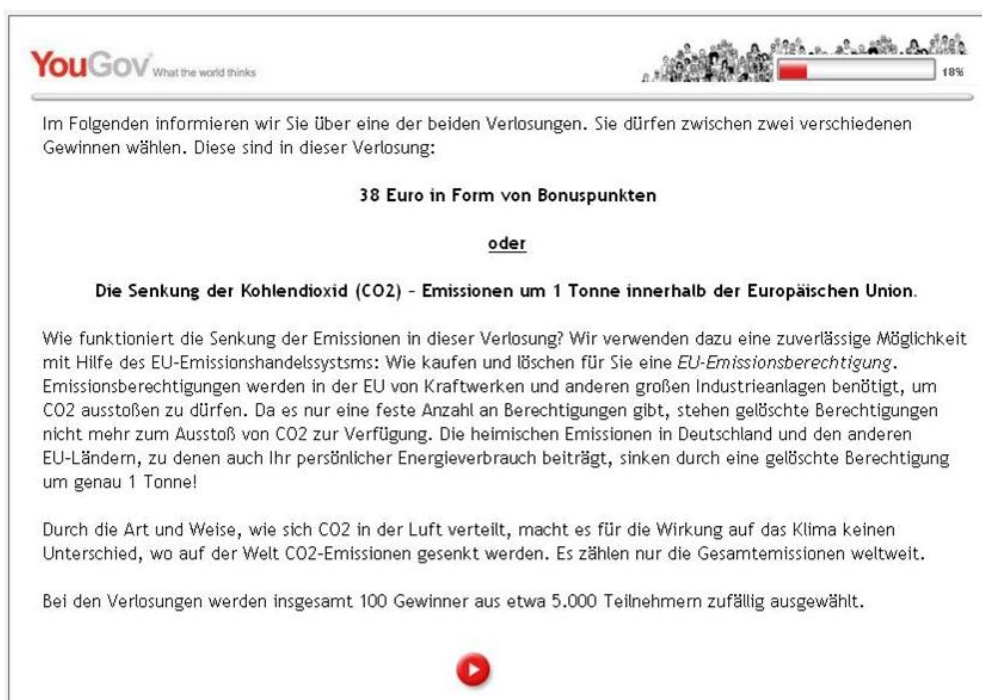 YouGov What the world thinks
18%
Im Folgenden informieren wir Sie über eine der beiden Verlosungen. Sie dürfen zwischen zwei verschiedenen
Gewinnen wählen. Diese sind in dieser Verlosung:
38 Euro in Form von Bonuspunkten
oder
Die Senkung der Kohlendioxid (CO2) - Emissionen um 1 Tonne innerhalb der Europäischen Union.
Wie funktioniert die Senkung der Emissionen in dieser Verlosung? Wir verwenden dazu eine zuverlässige Möglichkeit
mit Hilfe des EU-Emissionshandelssystsms: Wie kaufen und löschen für Sie eine EU-Emissionsberechtigung.
Emissionsberechtigungen werden in der EU von Kraftwerken und anderen großen Industrieanlagen benötigt, um
CO2 ausstoßen zu dürfen. Da es nur eine feste Anzahl an Berechtigungen gibt, stehen gelöschte Berechtigungen
nicht mehr zum Ausstoß von CO2 zur Verfügung. Die heimischen Emissionen in Deutschland und den anderen
EU-Ländern, zu denen auch Ihr persönlicher Energieverbrauch beiträgt, sinken durch eine gelöschte Berechtigung
um genau 1 Tonne!
Durch die Art und Weise, wie sich CO2 in der Luft verteilt, macht es für die Wirkung auf das Klima keinen
Unterschied, wo auf der Welt CO2-Emissionen gesenkt werden. Es zählen nur die Gesamtemissionen weltweit.
Bei den Verlosungen werden insgesamt 100 Gewinner aus etwa 5.000 Teilnehmern zufällig ausgewählt.